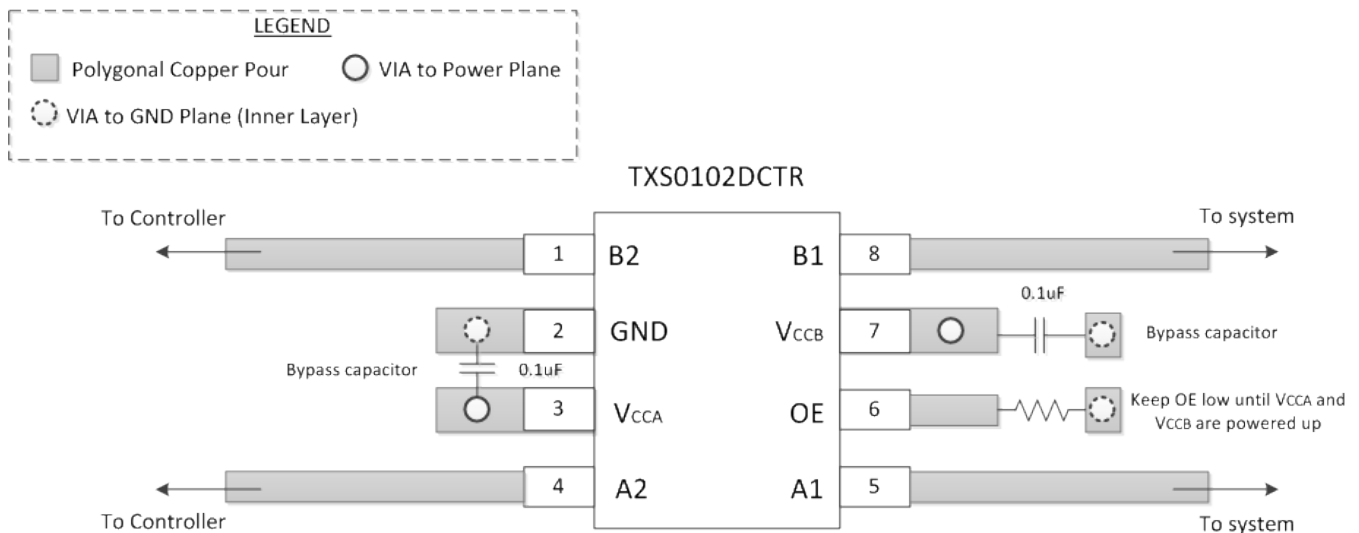 LEGEND
Polygonal Copper Pour
VIA to Power Plane
VIA to GND Plane (Inner Layer)
TXS0102DCTR
To Controller
To system
1
B2
B1
8
0.1uF
2
GND
VCCB
7
Bypass capacitor
Bypass capacitor
0.1uF
3
VCCA
OE
6
Keep OE low until VCCA and
VCCB are powered up
4
A2
A1
5
To Controller
To system